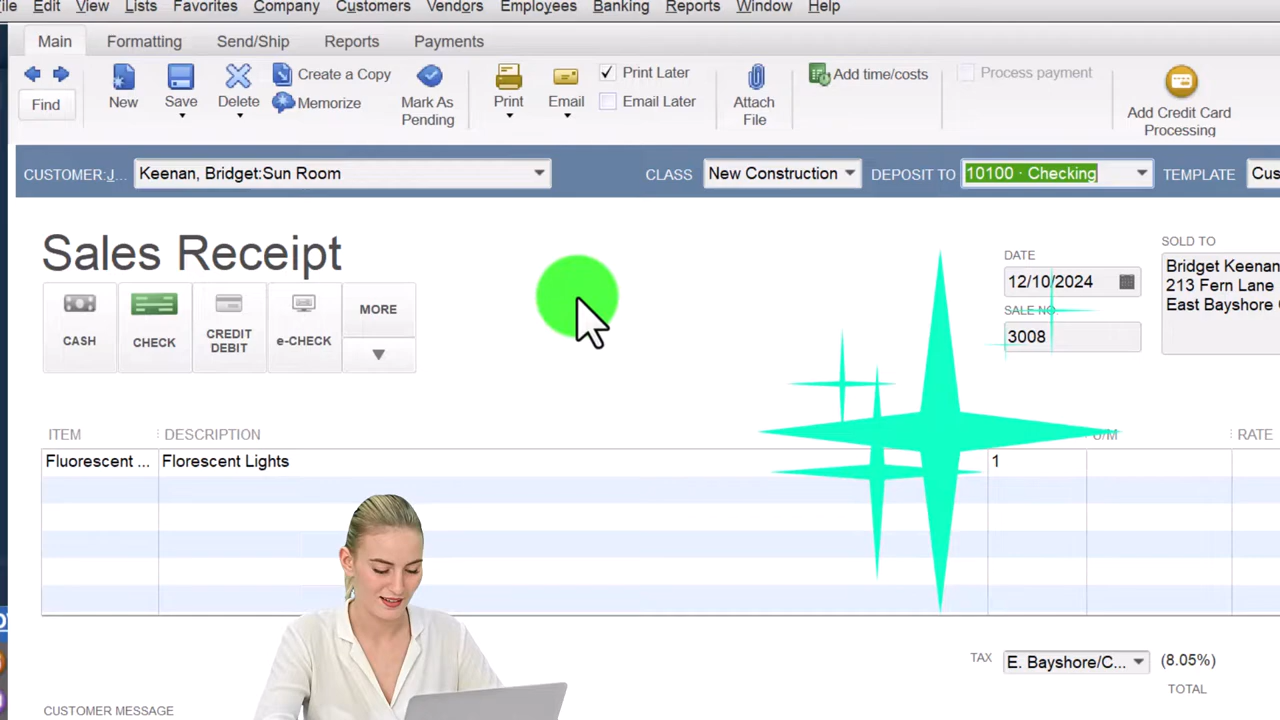 ile Edit View Lists Favorites Company Customers Vendors Employees Banking Reports Window Help
Main Formatting Send/Ship Reports Payments
Find New Save Delete Create a Copy Memorize Mark As Pending Print Email Print Later Email Later Attach File Add time/costs Process payment Add Credit Card Processing
CUSTOMER:J... Keenan, Bridget:Sun Room CLASS New Construction DEPOSIT TO 10100 · Checking TEMPLATE Cus
Sales Receipt
CASH CHECK CREDIT DEBIT e-CHECK MORE
DATE
12/10/2024
SALE NO.
3008
SOLD TO
Bridget Keenan
213 Fern Lane
East Bayshore
ITEM DESCRIPTION U/M RATE
Fluorescent ... Florescent Lights 1
TAX E. Bayshore/C... (8.05%)
TOTAL
CUSTOMER MESSAGE